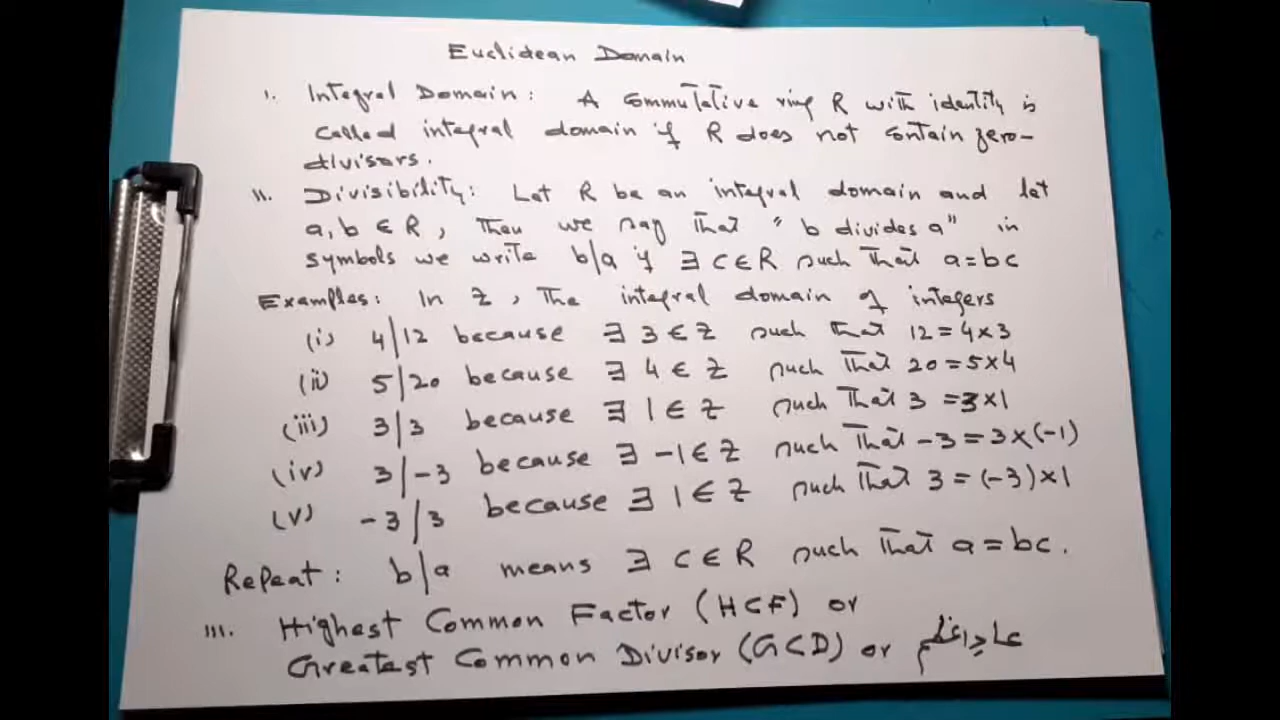 Euclidean Domain
I. Integral Domain: A commutative ring R with identity is
called integral domain if R does not contain zero-
divisors.
II. Divisibility: Let R be an integral domain and let
a, b ∈ R, Then we say that "b divides a" in
symbols we write b|a if ∃ c ∈ R such that a = bc
Examples: In Z, The integral domain of integers
(i) 4|12 because ∃ 3 ∈ Z such that 12 = 4×3
(ii) 5|20 because ∃ 4 ∈ Z such that 20 = 5×4
(iii) 3|3 because ∃ 1 ∈ Z such that 3 = 3×1
(iv) 3|-3 because ∃ -1 ∈ Z such that -3 = 3×(-1)
(v) -3|3 because ∃ 1 ∈ Z such that 3 = (-3)×1
Repeat: b|a means ∃ c ∈ R such that a = bc.
III. Highest Common Factor (HCF) or
Greatest Common Divisor (GCD) or عاداعظم